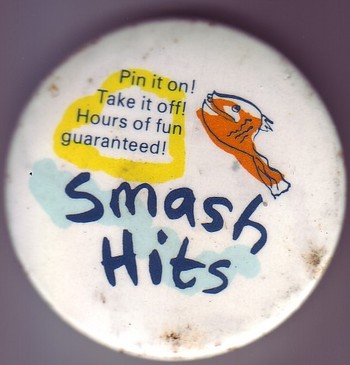 Pin it on!
Take it off!
Hours of fun
guaranteed!
Smash
Hits